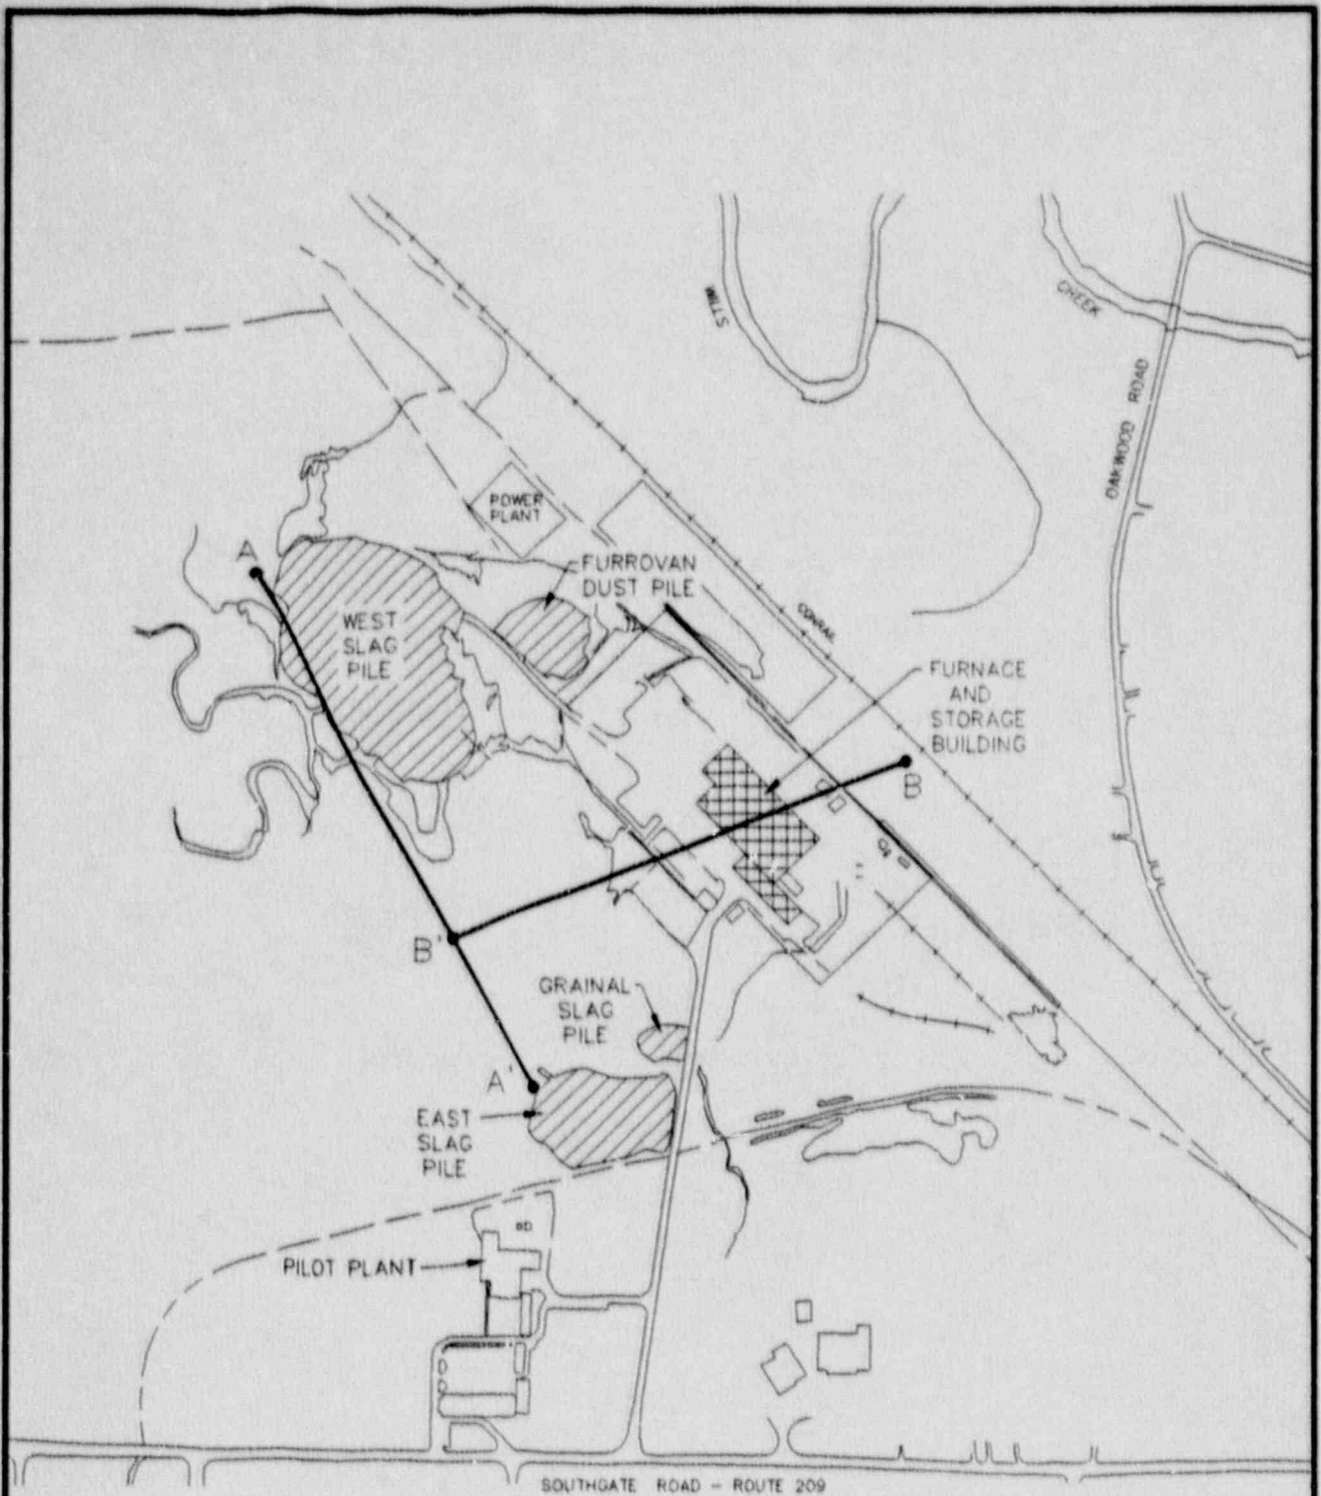 WILLS
CREEK
OAKWOOD ROAD
POWER
PLANT
A
FURROVAN
DUST PILE
WEST
SLAG
PILE
CONRAIL
FURNACE
AND
STORAGE
BUILDING
B
B'
GRAINAL
SLAG
PILE
A'
EAST
SLAG
PILE
PILOT PLANT
SOUTHGATE ROAD - ROUTE 209